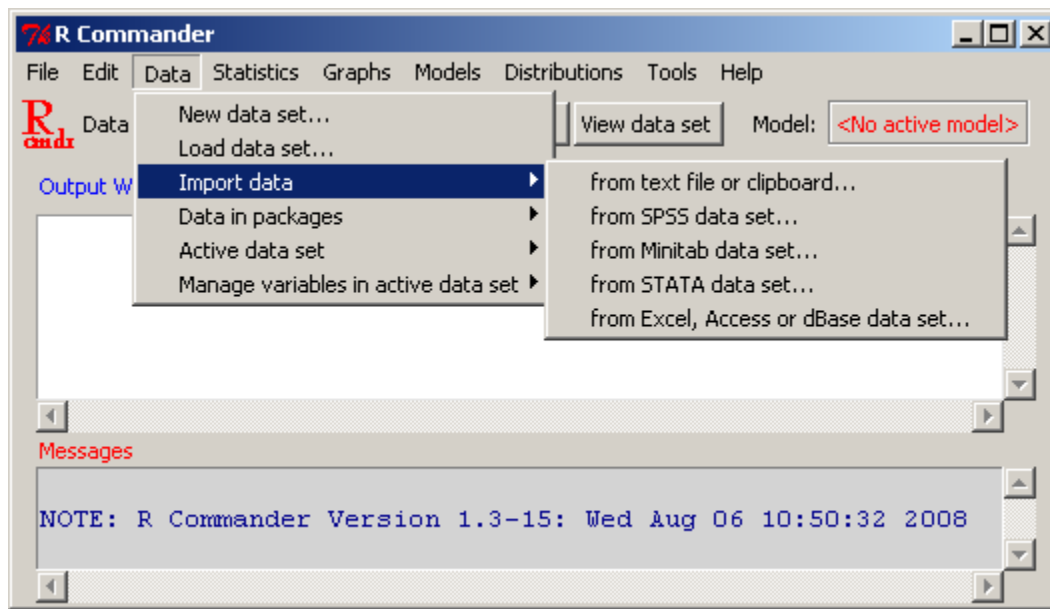 R Commander
File Edit Data Statistics Graphs Models Distributions Tools Help
R cmdr Data View data set Model: <No active model>
New data set...
Load data set...
Import data
Data in packages
Active data set
Manage variables in active data set
from text file or clipboard...
from SPSS data set...
from Minitab data set...
from STATA data set...
from Excel, Access or dBase data set...
Output W
Messages
NOTE: R Commander Version 1.3-15: Wed Aug 06 10:50:32 2008